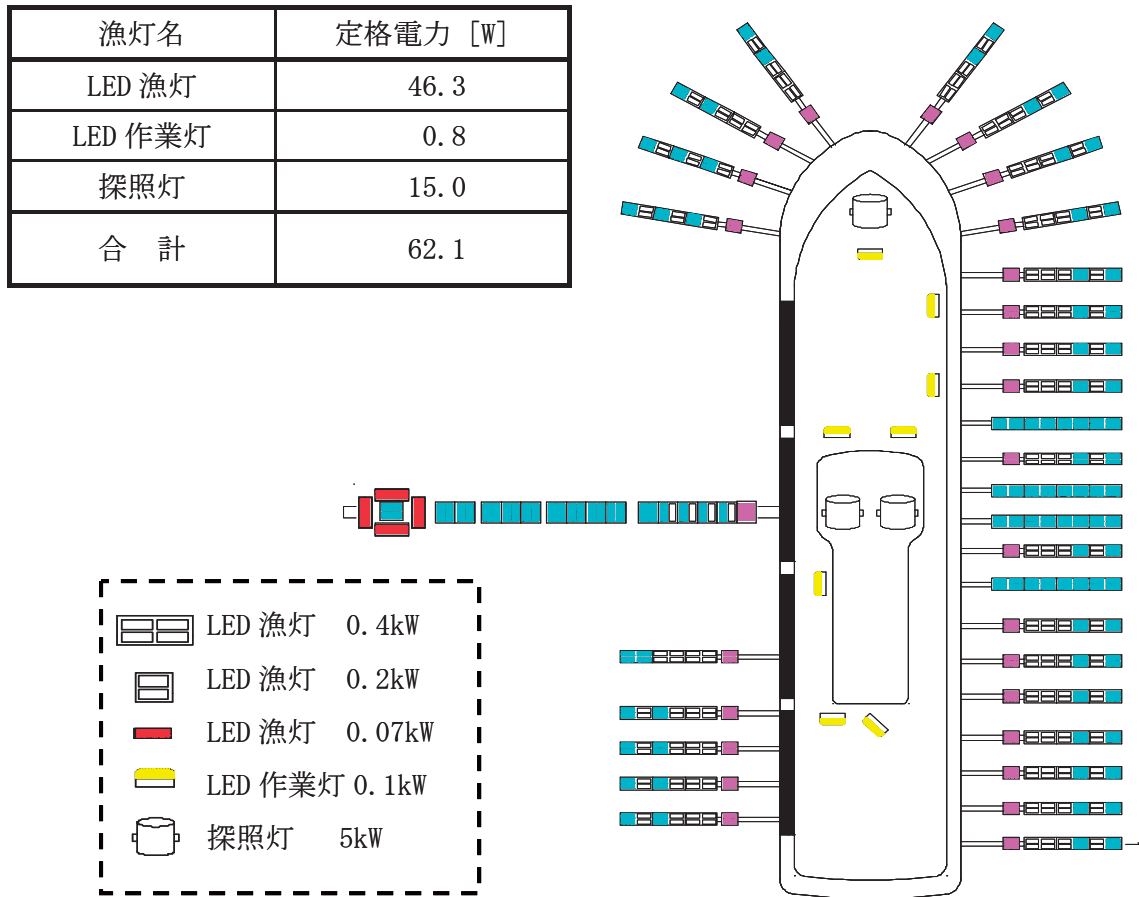 漁灯名 定格電力 [W]
LED 漁灯 46.3
LED 作業灯 0.8
探照灯 15.0
合 計 62.1
LED 漁灯 0.4kW
LED 漁灯 0.2kW
LED 漁灯 0.07kW
LED 作業灯 0.1kW
探照灯 5kW